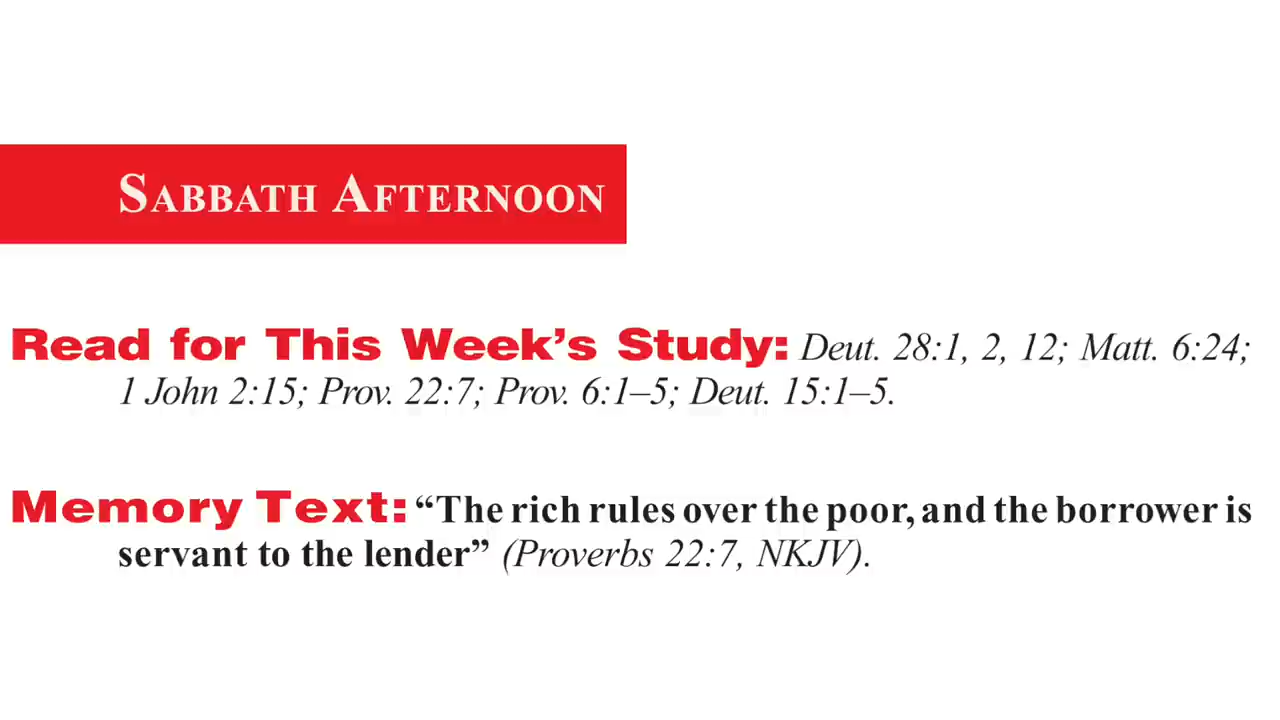 SABBATH AFTERNOON
Read for This Week’s Study: Deut. 28:1, 2, 12; Matt. 6:24;
1 John 2:15; Prov. 22:7; Prov. 6:1–5; Deut. 15:1–5.
Memory Text: “The rich rules over the poor, and the borrower is
servant to the lender” (Proverbs 22:7, NKJV).